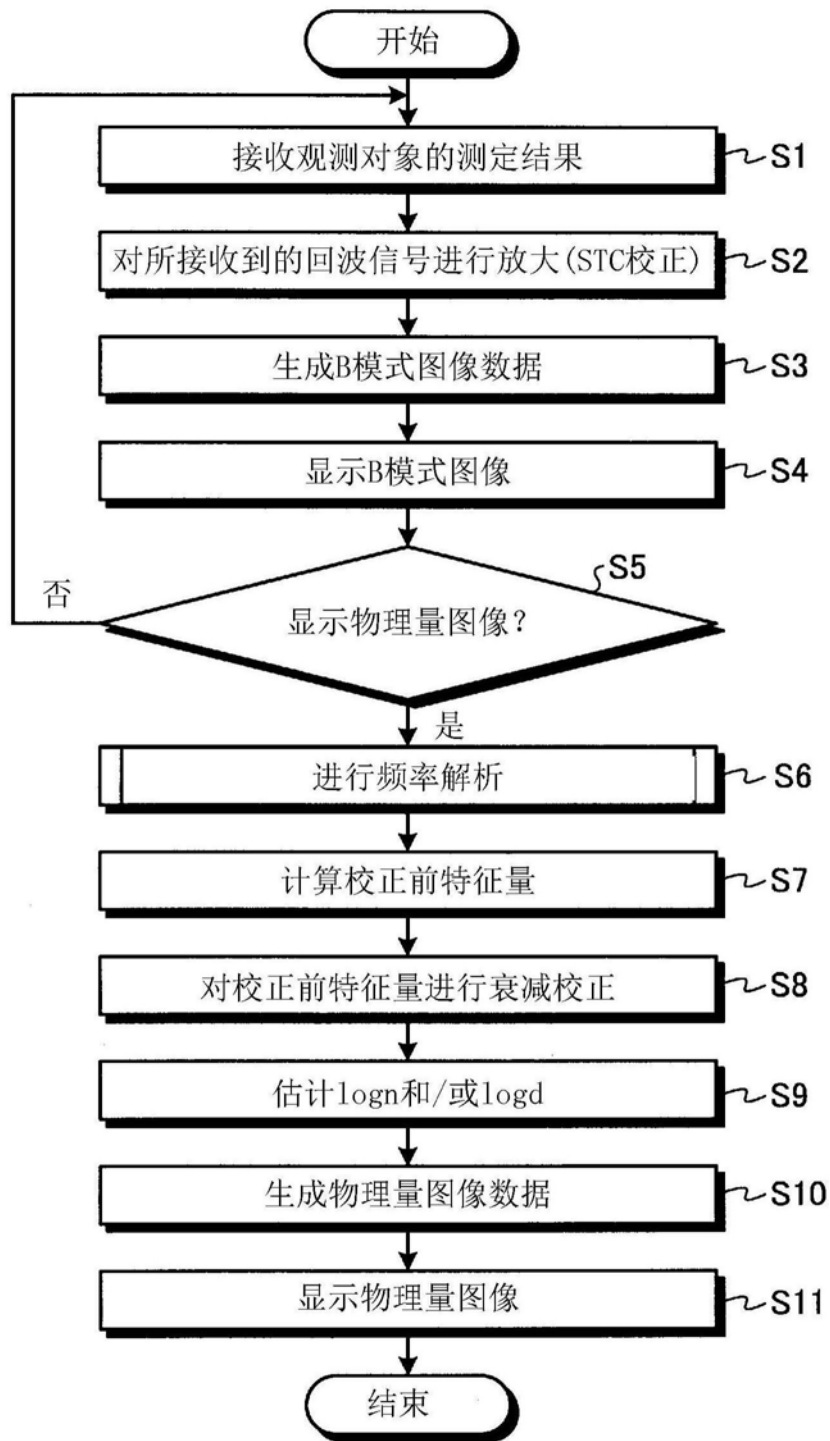 开始
接收观测对象的测定结果
S1
对所接收到的回波信号进行放大(STC校正)
S2
生成B模式图像数据
S3
显示B模式图像
S4
S5
否
显示物理量图像?
是
进行频率解析
S6
计算校正前特征量
S7
对校正前特征量进行衰减校正
S8
估计logn和/或logd
S9
生成物理量图像数据
S10
显示物理量图像
S11
结束